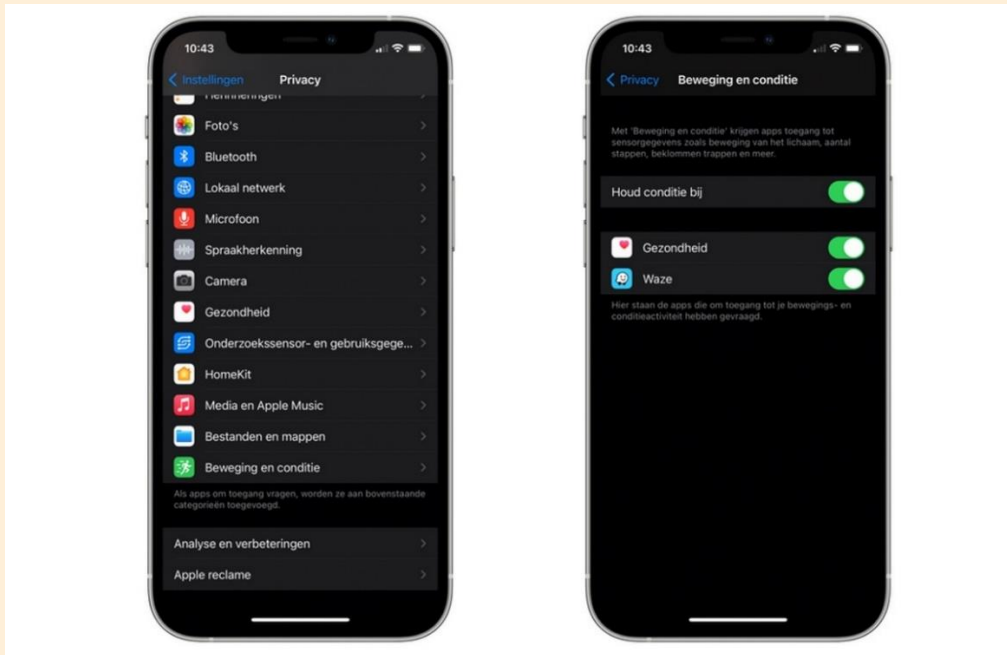 10:43
Instellingen
Privacy
Foto's
Bluetooth
Lokaal netwerk
Microfoon
Spraakherkenning
Camera
Gezondheid
Onderzoekssensor- en gebruiksgege...
HomeKit
Media en Apple Music
Bestanden en mappen
Beweging en conditie
Als apps om toegang vragen, worden ze aan bovenstaande
categorieën toegevoegd.
Analyse en verbeteringen
Apple reclame
10:43
Privacy
Beweging en conditie
Met 'Beweging en conditie' krijgen apps toegang tot
sensorgegevens zoals beweging van het lichaam, aantal
stappen, beklommen trappen en meer.
Houd conditie bij
Gezondheid
Waze
Hier staan de apps die om toegang tot je bewegings- en
conditieactiviteit hebben gevraagd.